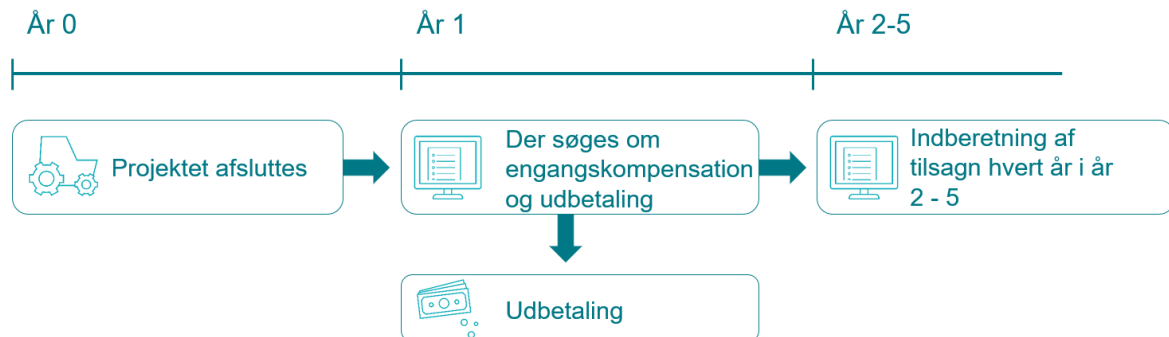 År 0
År 1
År 2-5
Projektet afsluttes
Der søges om
engangskompensation
og udbetaling
Indberetning af
tilsagn hvert år i år
2 - 5
Udbetaling